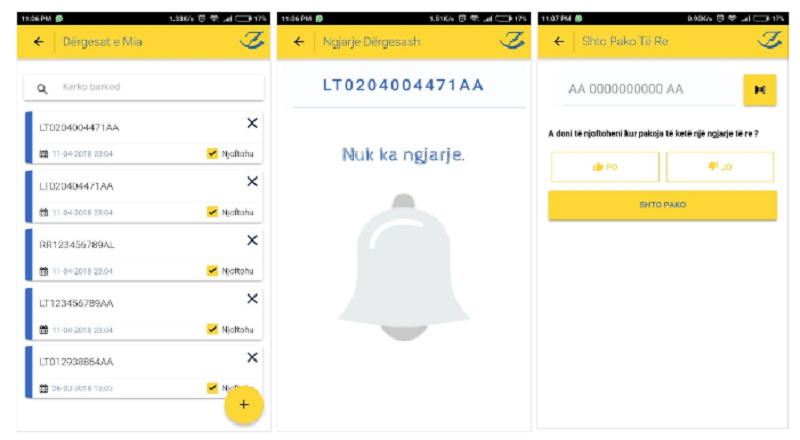 11:06 PM 1.33K/s 17%
Dërgesat e Mia
Kërko barkod
LT0204004471AA
11-04-2018 23:04 Njoftohu
LT020404471AA
11-04-2018 23:04 Njoftohu
RR123456789AL
11-04-2018 23:04 Njoftohu
LT123456789AA
11-04-2018 23:04 Njoftohu
LT012938864AA
26-03-2018 13:03
+
11:06 PM 1.51K/s 17%
Ngjarje Dërgesash
LT0204004471AA
Nuk ka ngjarje.
11:07 PM 0.90K/s 17%
Shto Pako Të Re
AA 0000000000 AA
A doni të njoftoheni kur pakoja të ketë një ngjarje të re ?
PO JO
SHTO PAKO